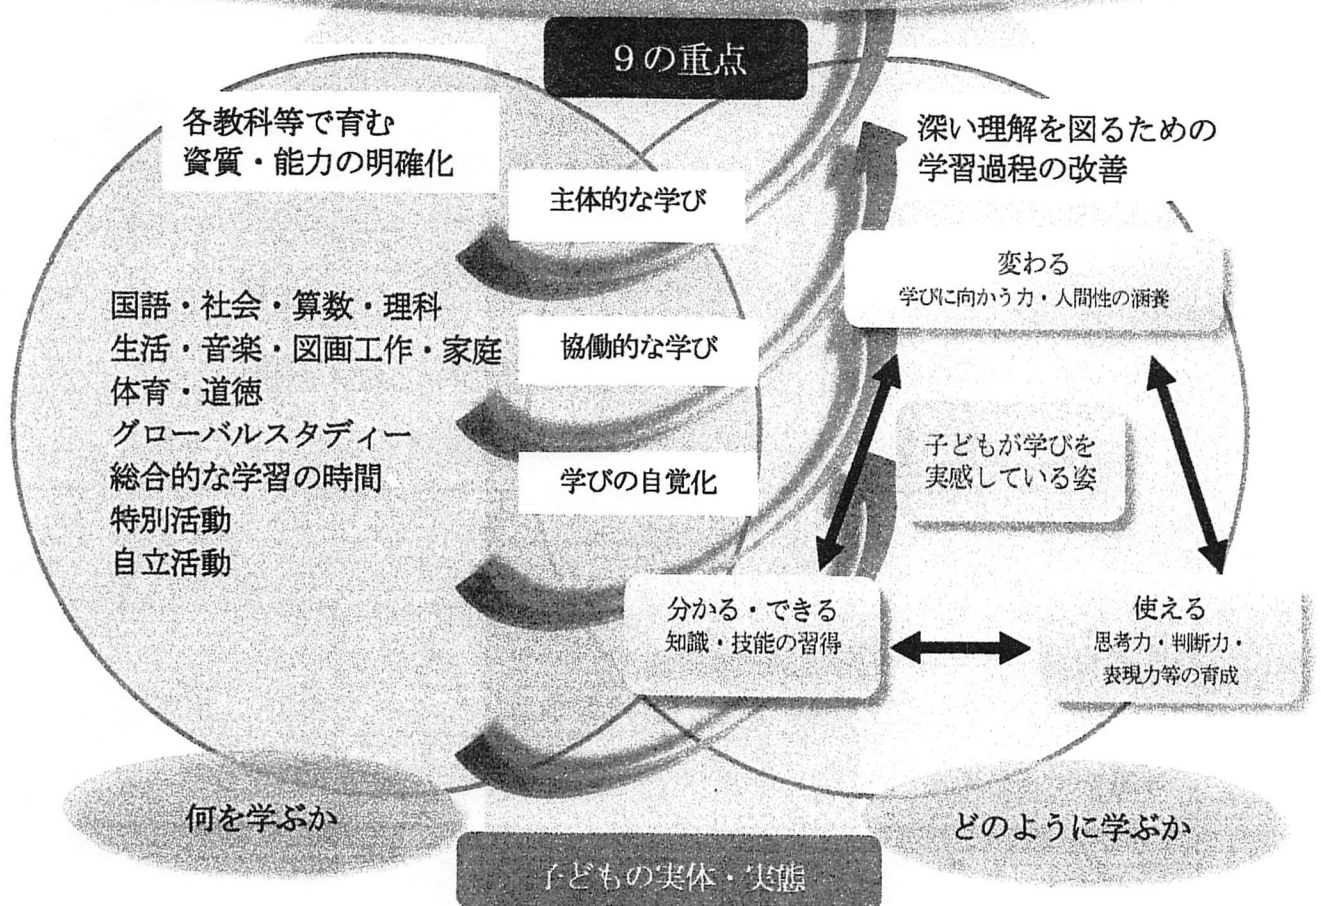 9の重点
各教科等で育む
資質・能力の明確化
深い理解を図るための
学習過程の改善
主体的な学び
協働的な学び
学びの自覚化
国語・社会・算数・理科
生活・音楽・図画工作・家庭
体育・道徳
グローバルスタディー
総合的な学習の時間
特別活動
自立活動
変わる
学びに向かう力・人間性の涵養
子どもが学びを
実感している姿
分かる・できる
知識・技能の習得
使える
思考力・判断力・
表現力等の育成
何を学ぶか
どのように学ぶか
子どもの実体・実態